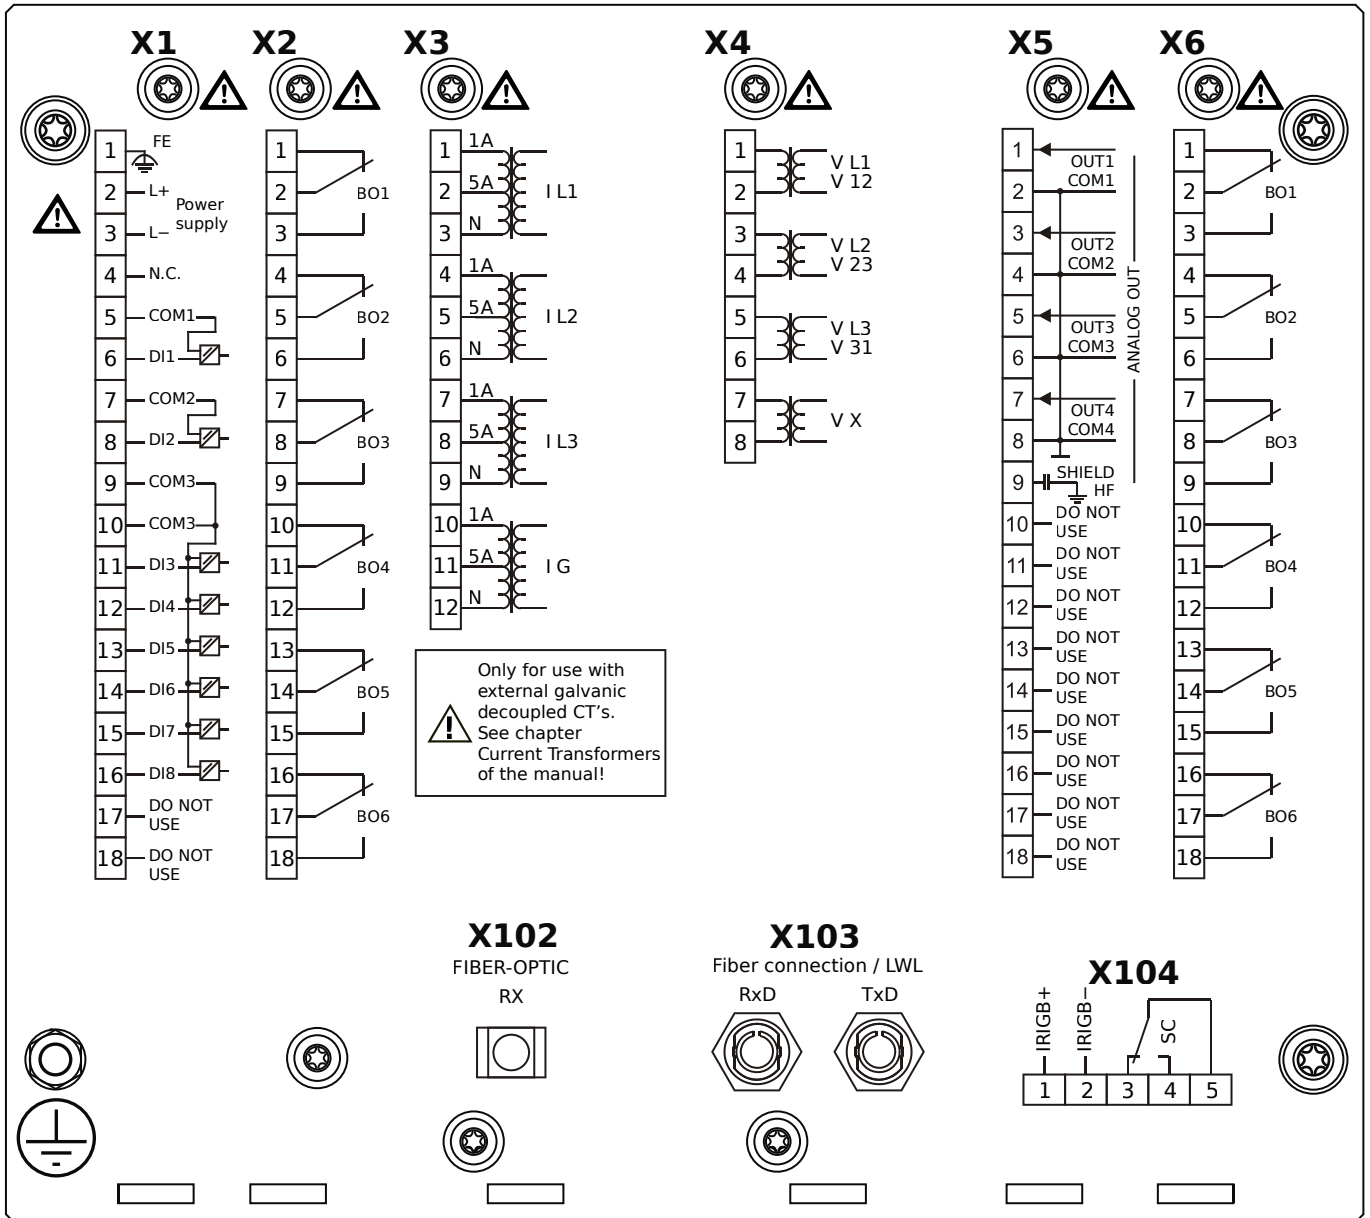 X1
X2
X3
X4
X5
X6
1 FE
2 L+
Power
supply
3 L−
4 N.C.
5 COM1
6 DI1
7 COM2
8 DI2
9 COM3
10 COM3
11 DI3
12 DI4
13 DI5
14 DI6
15 DI7
16 DI8
17 DO NOT
USE
18 DO NOT
USE
1
2 BO1
3
4
5 BO2
6
7
8 BO3
9
10
11 BO4
12
13
14 BO5
15
16
17 BO6
18
1 1A
2 5A I L1
3 N
4 1A
5 5A I L2
6 N
7 1A
8 5A I L3
9 N
10 1A
11 5A I G
12 N
Only for use with
external galvanic
decoupled CT's.
See chapter
Current Transformers
of the manual!
1 V L1
2 V 12
3 V L2
4 V 23
5 V L3
6 V 31
7 V X
8
1 OUT1
2 COM1
3 OUT2
4 COM2
5 OUT3
6 COM3
7 OUT4
8 COM4
ANALOG OUT
9 SHIELD
HF
10 DO NOT
USE
11 DO NOT
USE
12 DO NOT
USE
13 DO NOT
USE
14 DO NOT
USE
15 DO NOT
USE
16 DO NOT
USE
17 DO NOT
USE
18 DO NOT
USE
1
2 BO1
3
4
5 BO2
6
7
8 BO3
9
10
11 BO4
12
13
14 BO5
15
16
17 BO6
18
X102
FIBER-OPTIC
RX
X103
Fiber connection / LWL
RxD TxD
X104
IRIGB+
IRIGB−
SC
1 2 3 4 5